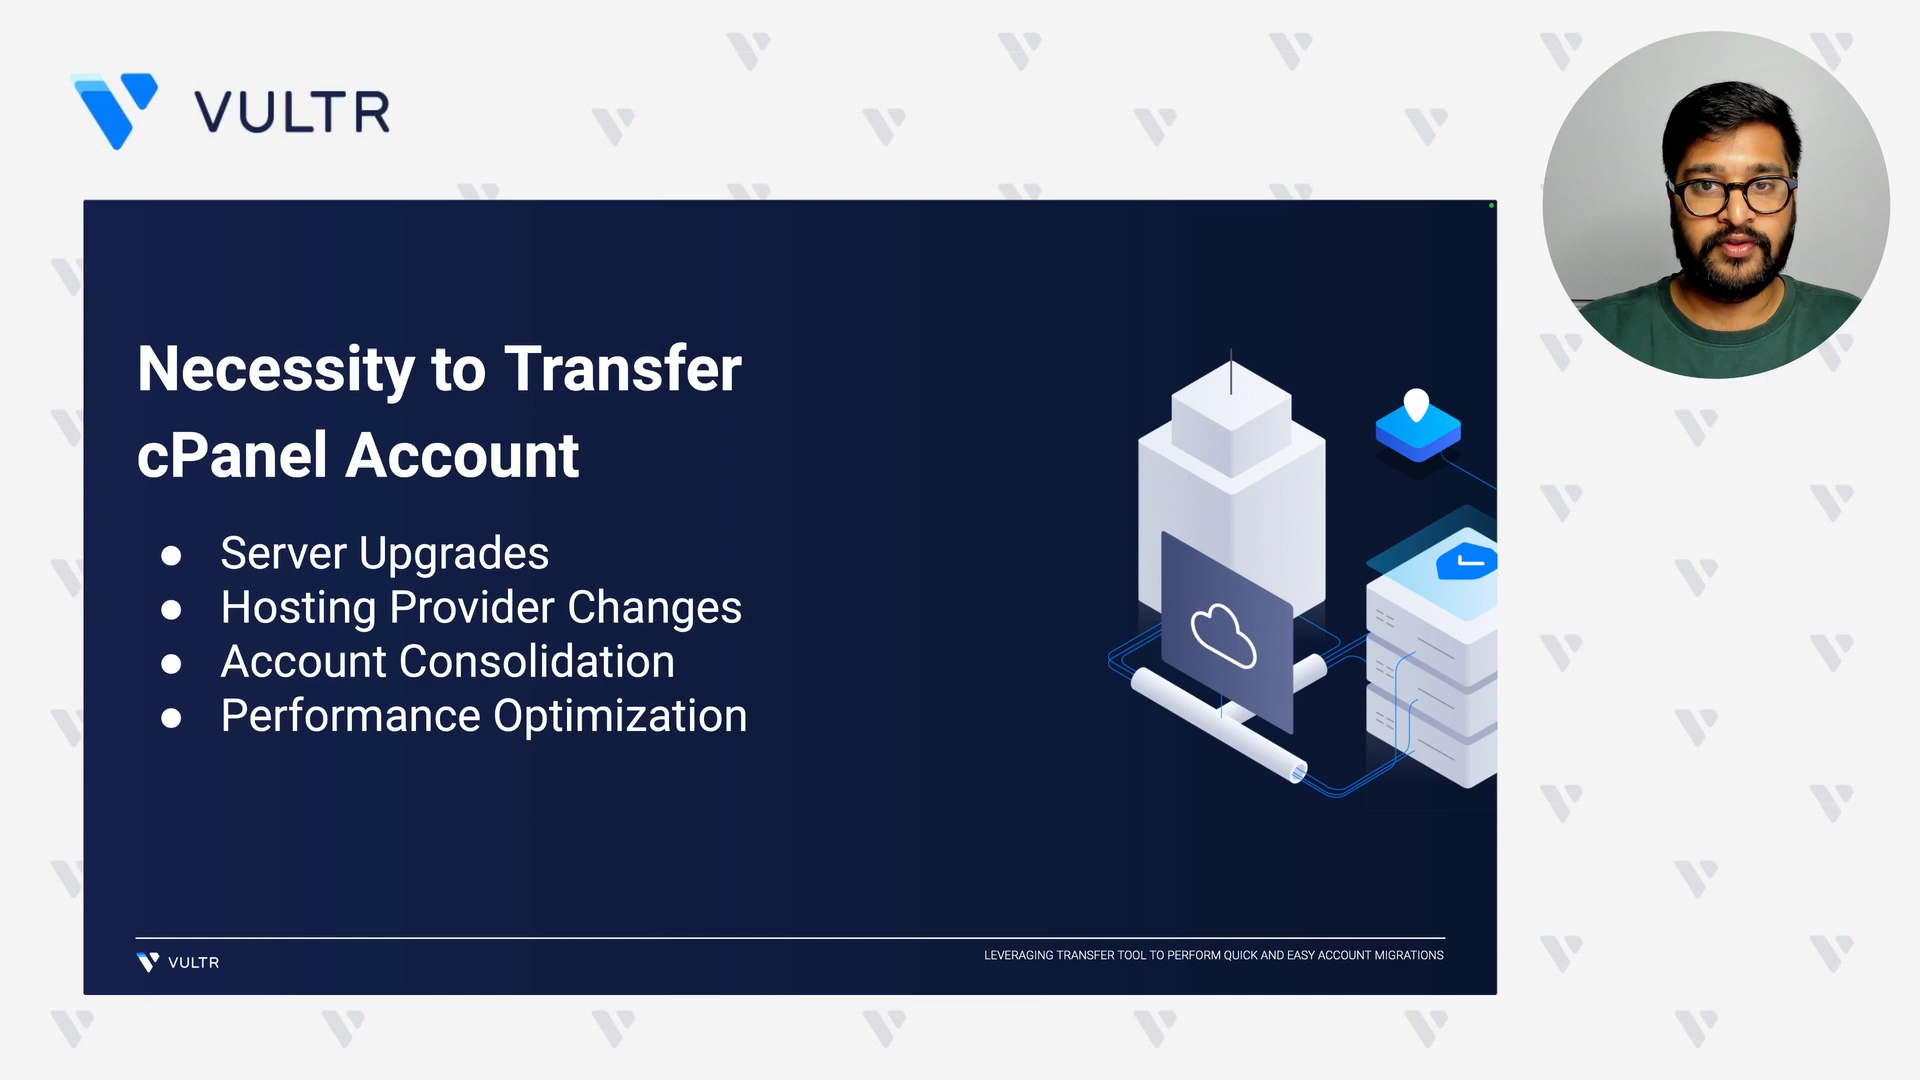 VULTR
Necessity to Transfer
cPanel Account
● Server Upgrades
● Hosting Provider Changes
● Account Consolidation
● Performance Optimization
VULTR
LEVERAGING TRANSFER TOOL TO PERFORM QUICK AND EASY ACCOUNT MIGRATIONS